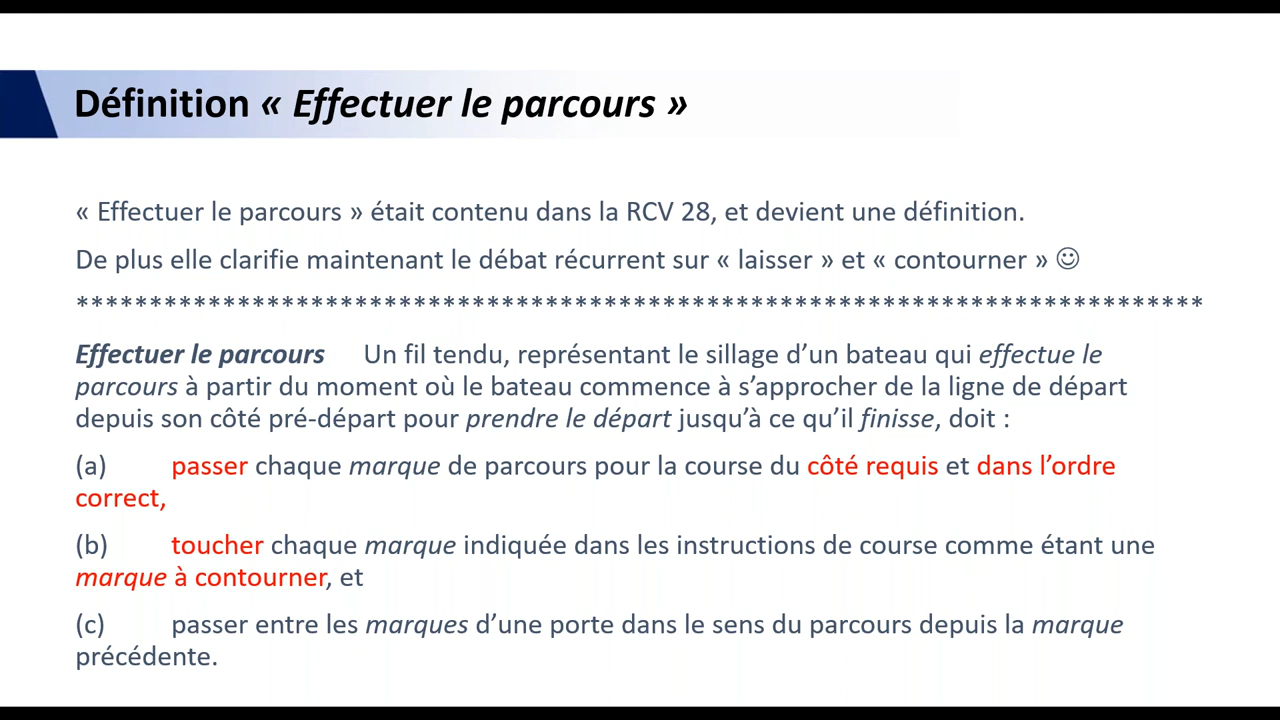 Définition « Effectuer le parcours »
« Effectuer le parcours » était contenu dans la RCV 28, et devient une définition.
De plus elle clarifie maintenant le débat récurrent sur « laisser » et « contourner » ☺
******************************************************************************
Effectuer le parcours Un fil tendu, représentant le sillage d’un bateau qui effectue le
parcours à partir du moment où le bateau commence à s’approcher de la ligne de départ
depuis son côté pré-départ pour prendre le départ jusqu’à ce qu’il finisse, doit :
(a) passer chaque marque de parcours pour la course du côté requis et dans l’ordre
correct,
(b) toucher chaque marque indiquée dans les instructions de course comme étant une
marque à contourner, et
(c) passer entre les marques d’une porte dans le sens du parcours depuis la marque
précédente.